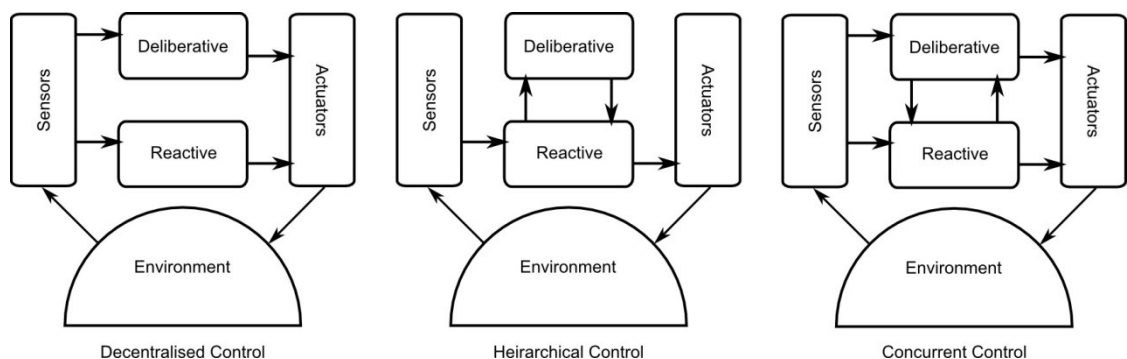 Sensors
Deliberative
Reactive
Actuators
Environment
Decentralised Control
Sensors
Deliberative
Reactive
Actuators
Environment
Heirarchical Control
Sensors
Deliberative
Reactive
Actuators
Environment
Concurrent Control